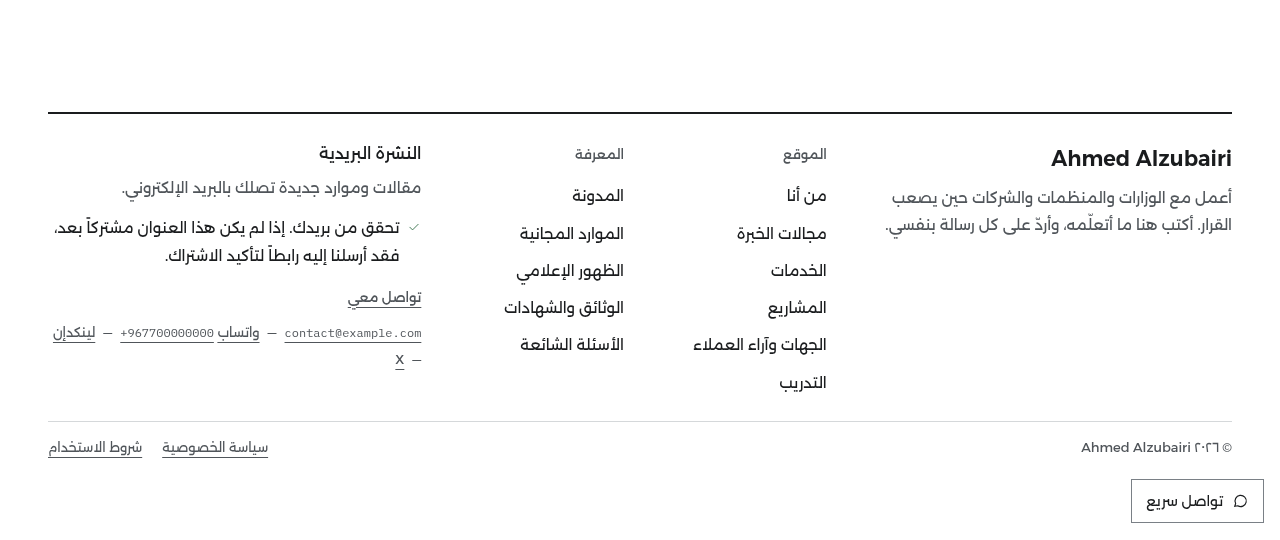 Ahmed Alzubairi
أعمل مع الوزارات والمنظمات والشركات حين يصعب
القرار. أكتب هنا ما أتعلّمه، وأردّ على كل رسالة بنفسي.
الموقع
من أنا
مجالات الخبرة
الخدمات
المشاريع
الجهات وآراء العملاء
التدريب
المعرفة
المدونة
الموارد المجانية
الظهور الإعلامي
الوثائق والشهادات
الأسئلة الشائعة
النشرة البريدية
مقالات وموارد جديدة تصلك بالبريد الإلكتروني.
تحقق من بريدك. إذا لم يكن هذا العنوان مشتركاً بعد،
فقد أرسلنا إليه رابطاً لتأكيد الاشتراك.
تواصل معي
contact@example.com — واتساب +967700000000 — لينكدإن
— X
© ٢٠٢٦ Ahmed Alzubairi
سياسة الخصوصية شروط الاستخدام
تواصل سريع